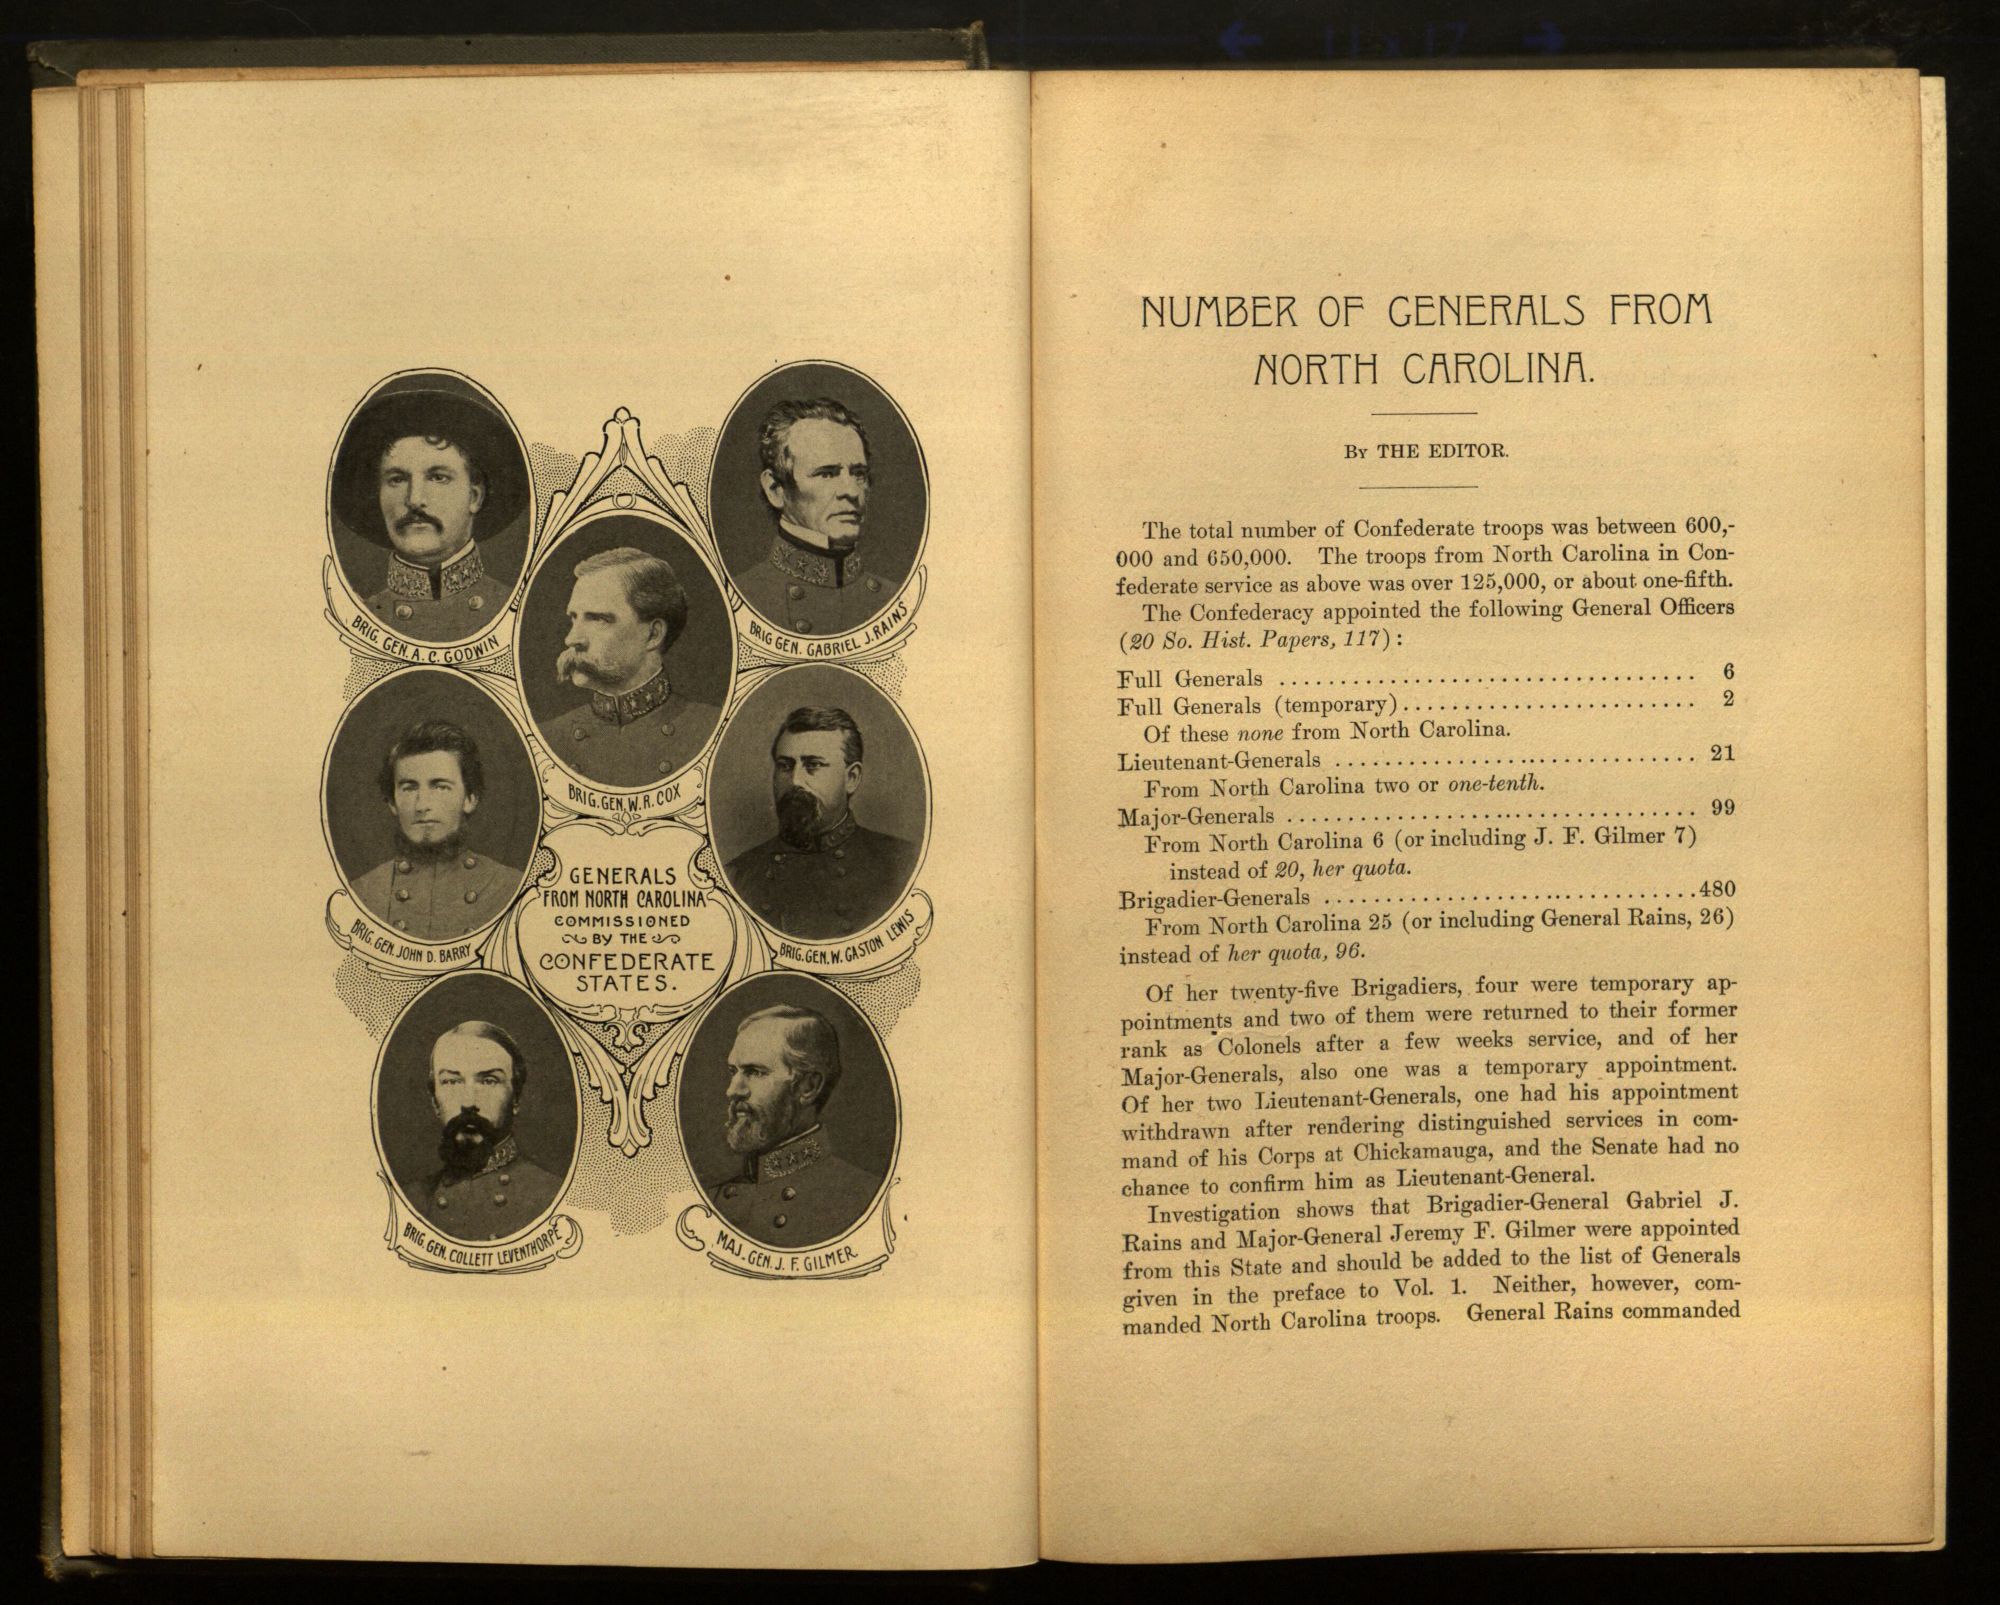 BRIG. GEN. A. C. GODWIN
BRIG GEN. GABRIEL J. RAINS
BRIG. GEN. W. R. COX
BRIG. GEN. JOHN D. BARRY
BRIG. GEN. W. GASTON LEWIS
GENERALS
FROM NORTH CAROLINA
COMMISSIONED
BY THE
CONFEDERATE
STATES.
BRIG. GEN. COLLETT LEVENTHORPE
MAJ. GEN. J. F. GILMER
NUMBER OF GENERALS FROM
NORTH CAROLINA.
By THE EDITOR.
The total number of Confederate troops was between 600,-
000 and 650,000. The troops from North Carolina in Con-
federate service as above was over 125,000, or about one-fifth.
The Confederacy appointed the following General Officers
(20 So. Hist. Papers, 117):
Full Generals .................................. 6
Full Generals (temporary)........................ 2
Of these none from North Carolina.
Lieutenant-Generals .............................. 21
From North Carolina two or one-tenth.
Major-Generals .................................. 99
From North Carolina 6 (or including J. F. Gilmer 7)
instead of 20, her quota.
Brigadier-Generals ..............................480
From North Carolina 25 (or including General Rains, 26)
instead of her quota, 96.
Of her twenty-five Brigadiers, four were temporary ap-
pointments and two of them were returned to their former
rank as Colonels after a few weeks service, and of her
Major-Generals, also one was a temporary appointment.
Of her two Lieutenant-Generals, one had his appointment
withdrawn after rendering distinguished services in com-
mand of his Corps at Chickamauga, and the Senate had no
chance to confirm him as Lieutenant-General.
Investigation shows that Brigadier-General Gabriel J.
Rains and Major-General Jeremy F. Gilmer were appointed
from this State and should be added to the list of Generals
given in the preface to Vol. 1. Neither, however, com-
manded North Carolina troops. General Rains commanded